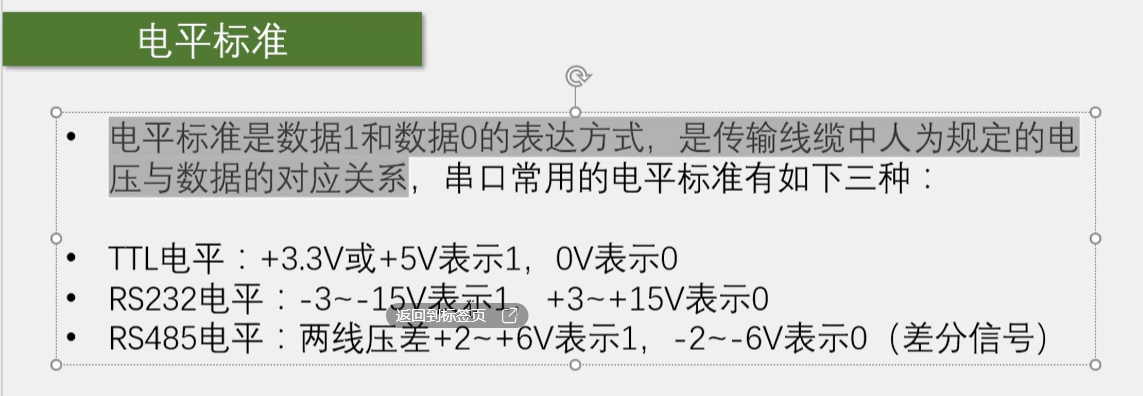 电平标准
• 电平标准是数据1和数据0的表达方式，是传输线缆中人为规定的电
压与数据的对应关系，串口常用的电平标准有如下三种：
• TTL电平：+3.3V或+5V表示1，0V表示0
• RS232电平：-3~-15V表示1，+3~+15V表示0
返回到标签页
• RS485电平：两线压差+2~+6V表示1，-2~-6V表示0（差分信号）